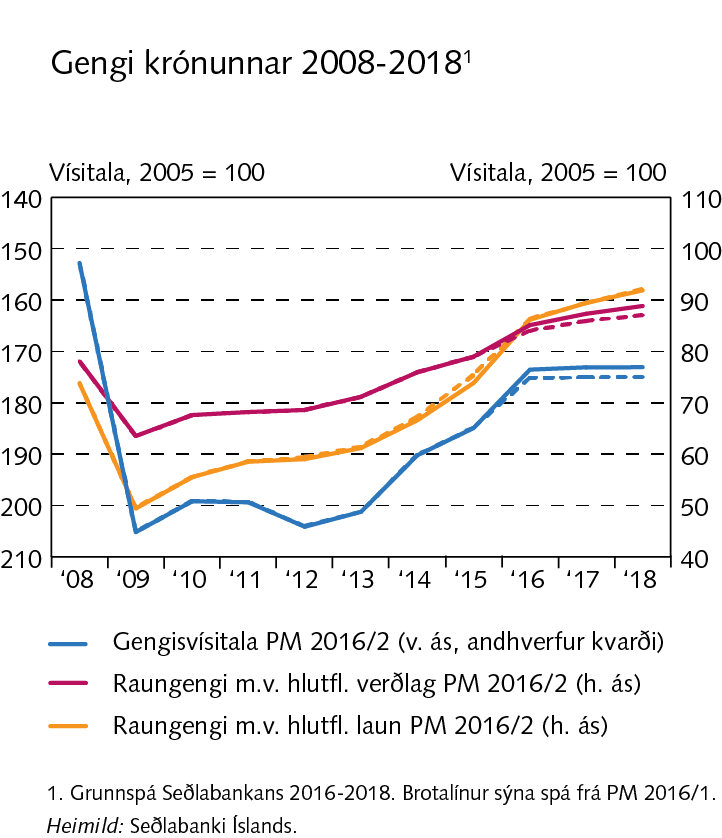 Gengi krónunnar 2008-2018¹
Vísitala, 2005 = 100 Vísitala, 2005 = 100
140 110
150 100
160 90
170 80
180 70
190 60
200 50
210 40
‘08 ‘09 ‘10 ‘11 ‘12 ‘13 ‘14 ‘15 ‘16 ‘17 ‘18
Gengisvísitala PM 2016/2 (v. ás, andhverfur kvarði)
Raungengi m.v. hlutfl. verðlag PM 2016/2 (h. ás)
Raungengi m.v. hlutfl. laun PM 2016/2 (h. ás)
1. Grunnspá Seðlabankans 2016-2018. Brotalínur sýna spá frá PM 2016/1.
Heimild: Seðlabanki Íslands.